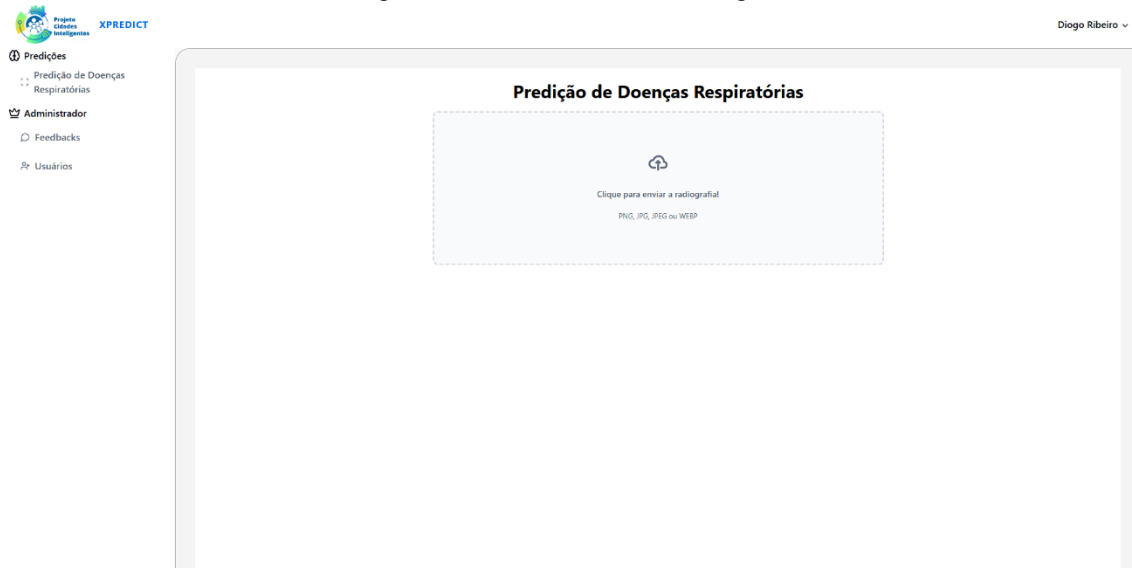 Projeto
Cidades
Inteligentes
XPREDICT
Diogo Ribeiro
Predições
Predição de Doenças
Respiratórias
Administrador
Feedbacks
Usuários
Predição de Doenças Respiratórias
Clique para enviar a radiografia!
PNG, JPG, JPEG ou WEBP